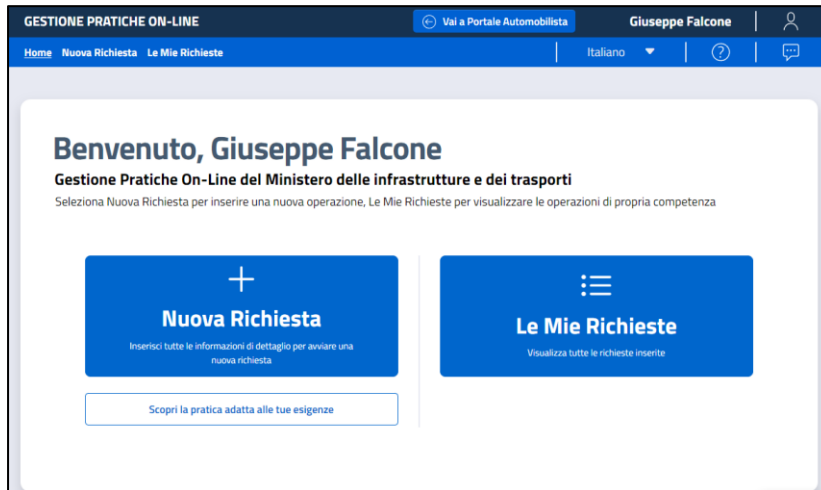 GESTIONE PRATICHE ON-LINE
Vai a Portale Automobilista
Giuseppe Falcone
Home Nuova Richiesta Le Mie Richieste
Italiano
Benvenuto, Giuseppe Falcone
Gestione Pratiche On-Line del Ministero delle infrastrutture e dei trasporti
Seleziona Nuova Richiesta per inserire una nuova operazione, Le Mie Richieste per visualizzare le operazioni di propria competenza
Nuova Richiesta
Inserisci tutte le informazioni di dettaglio per avviare una
nuova richiesta
Scopri la pratica adatta alle tue esigenze
Le Mie Richieste
Visualizza tutte le richieste inserite